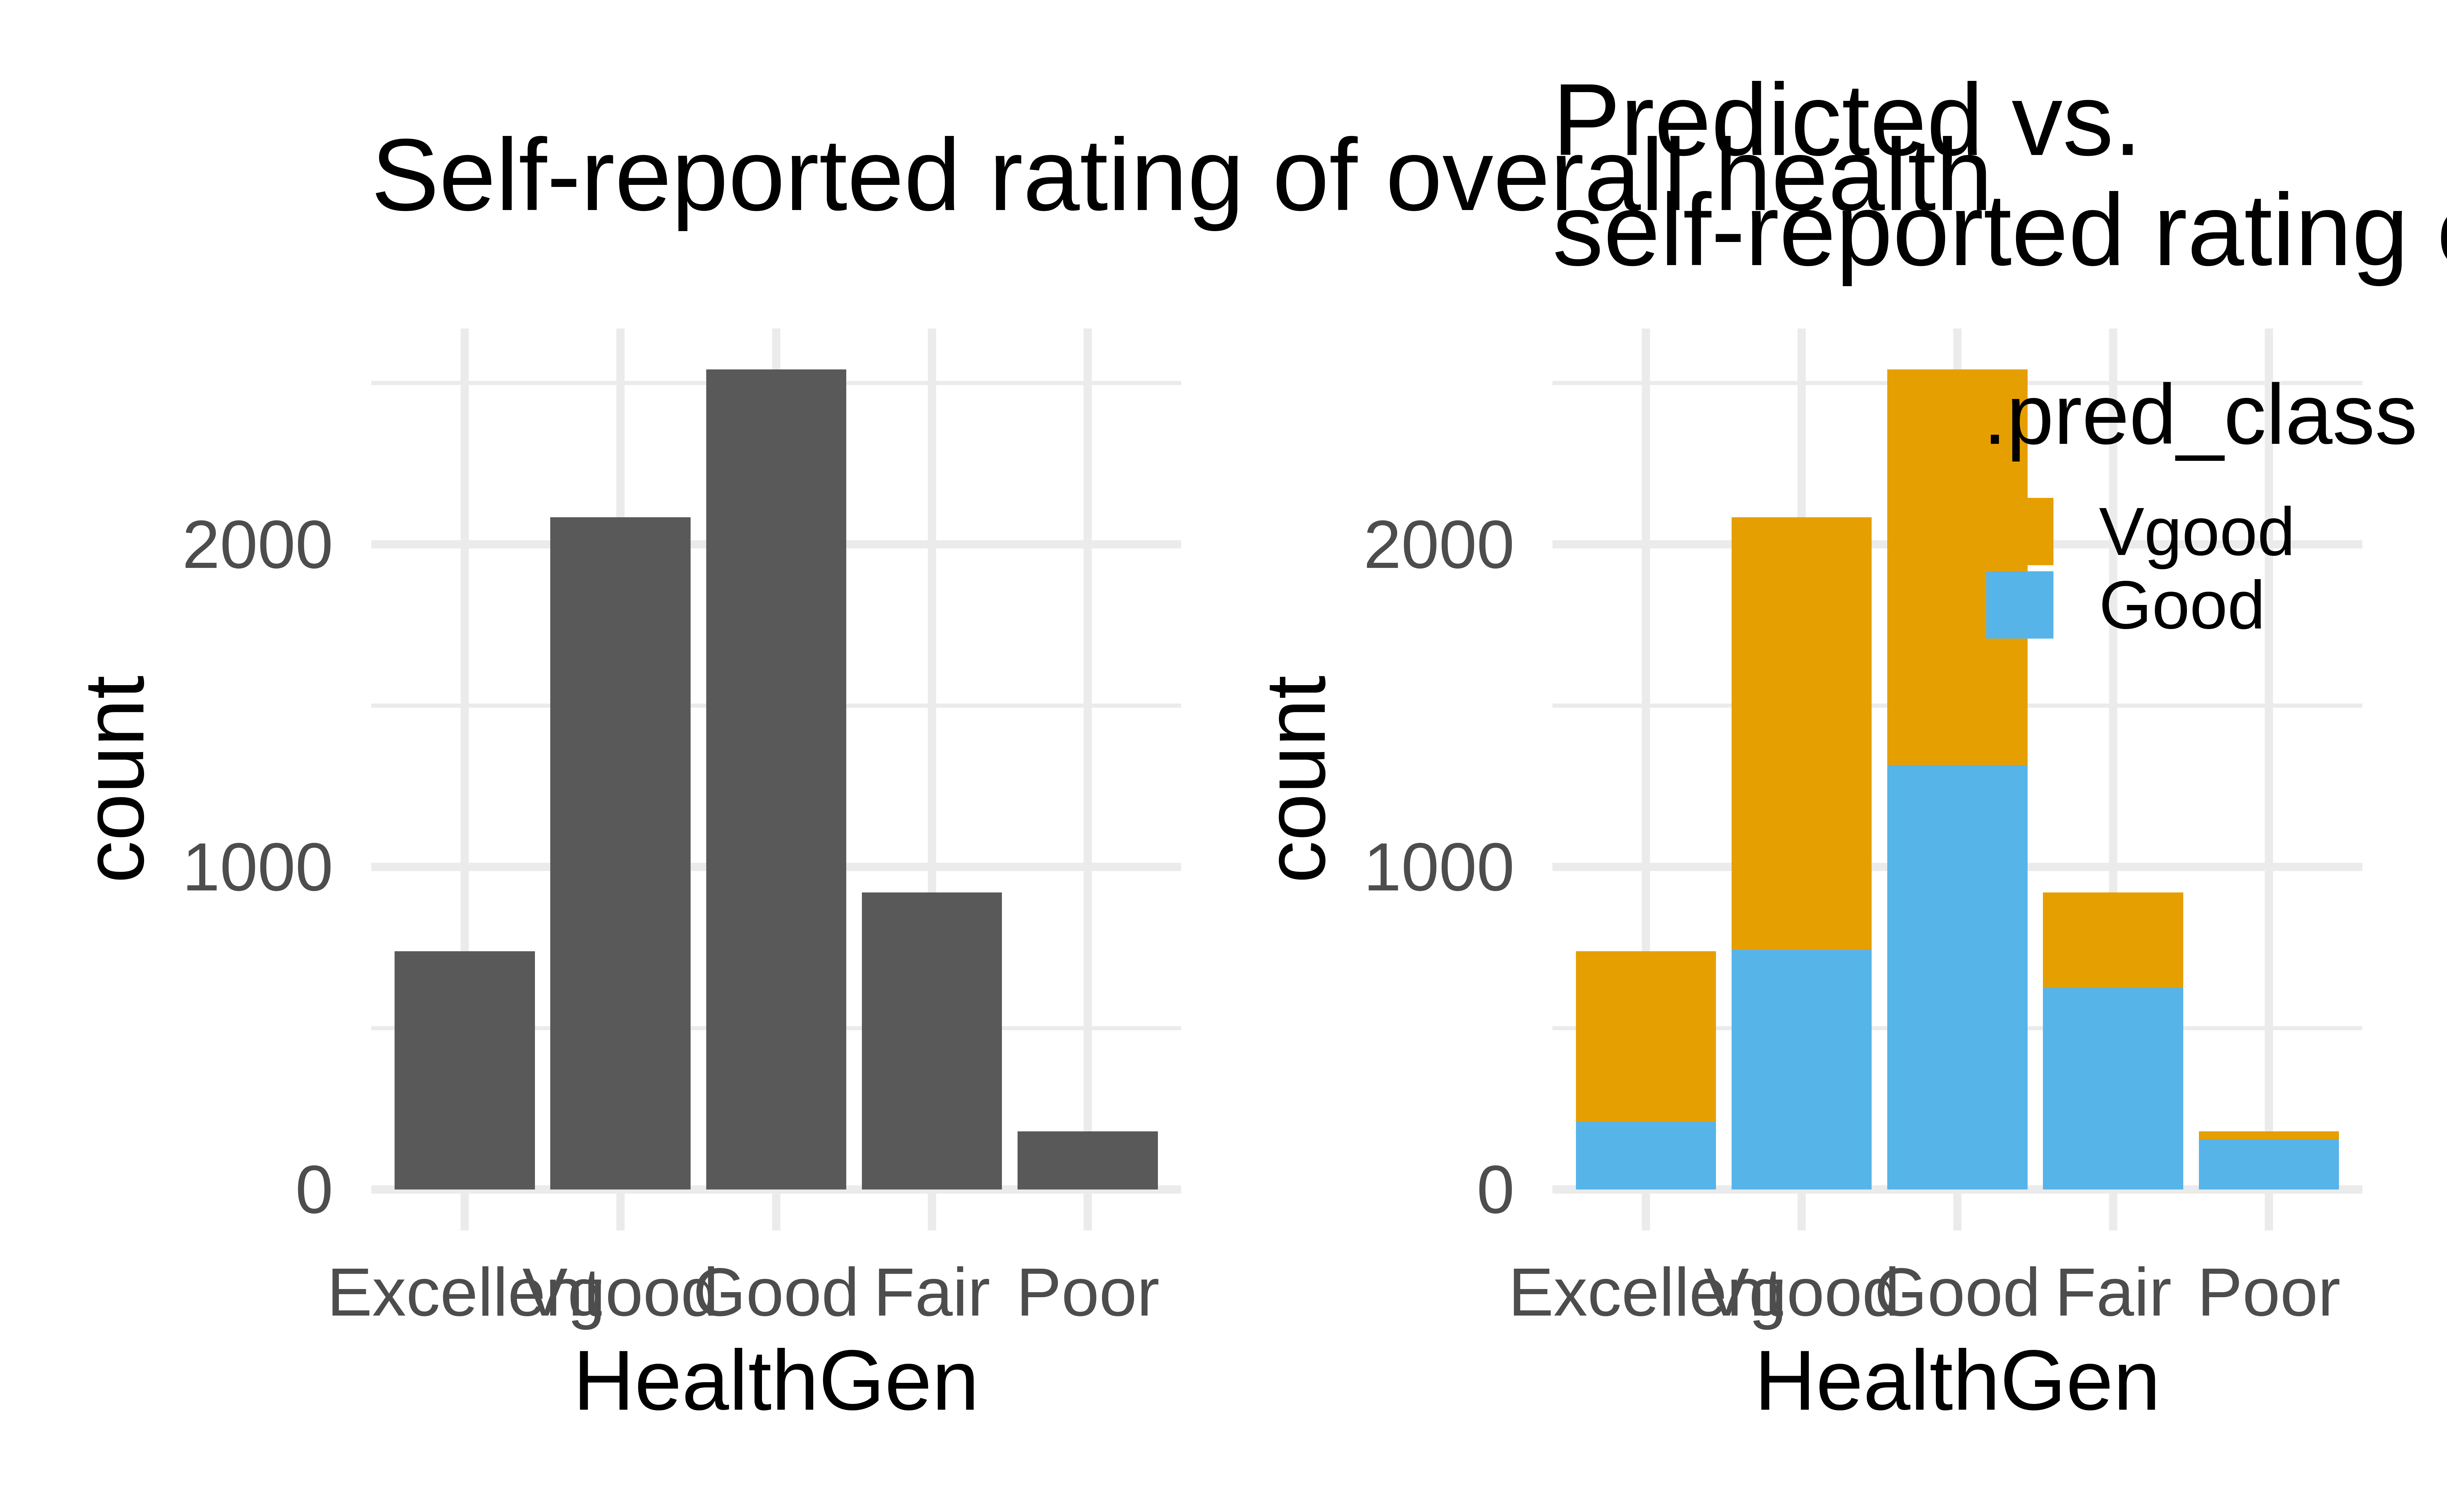 Self-reported rating of overall health
2000
1000
0
count
Excellent Vgood Good Fair Poor
HealthGen
Predicted vs.
self-reported rating
.pred_class
Vgood
Good
2000
1000
0
count
Excellent Vgood Good Fair Poor
HealthGen